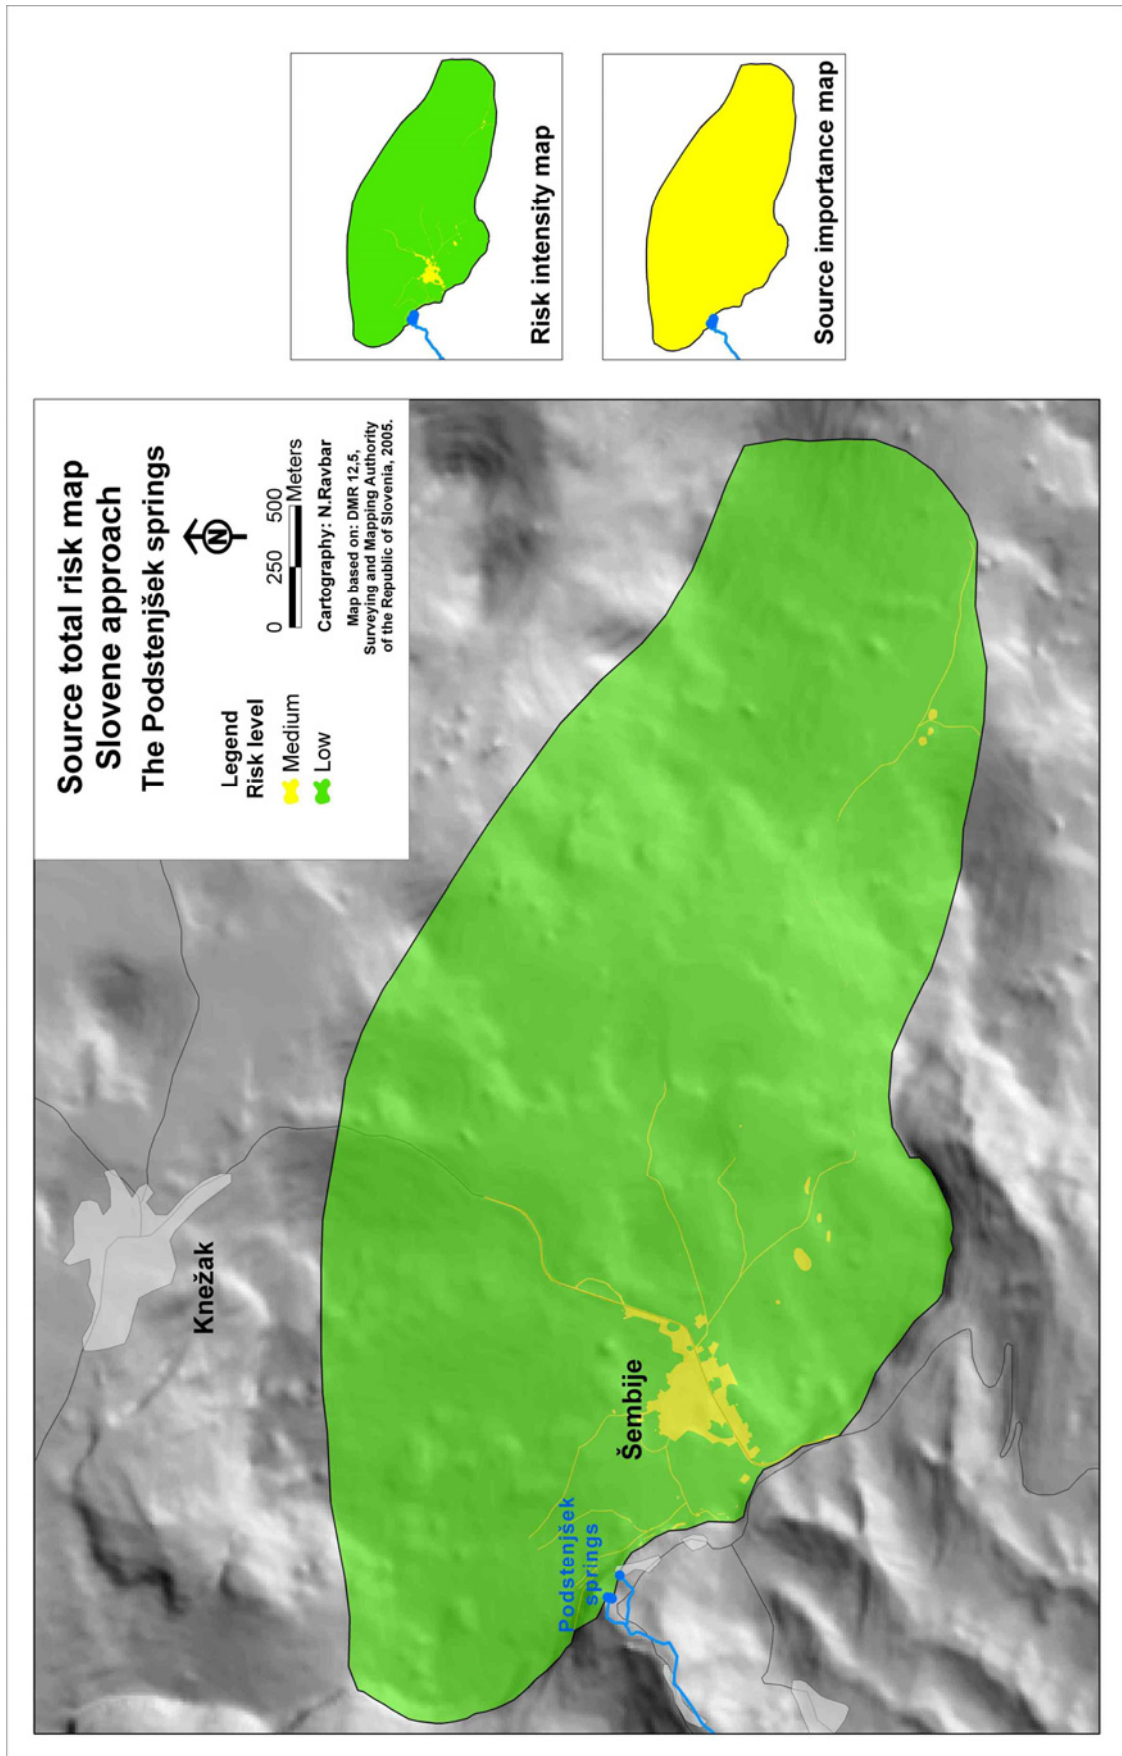 Source total risk map
Slovene approach
The Podstenjšek springs
Legend
Risk level
Medium
Low
N
0 250 500
Meters
Cartography: N.Ravbar
Map based on: DMR 12,5,
Surveying and Mapping Authority
of the Republic of Slovenia, 2005.
Knežak
Šembije
Podstenjšek
springs
Risk intensity map
Source importance map